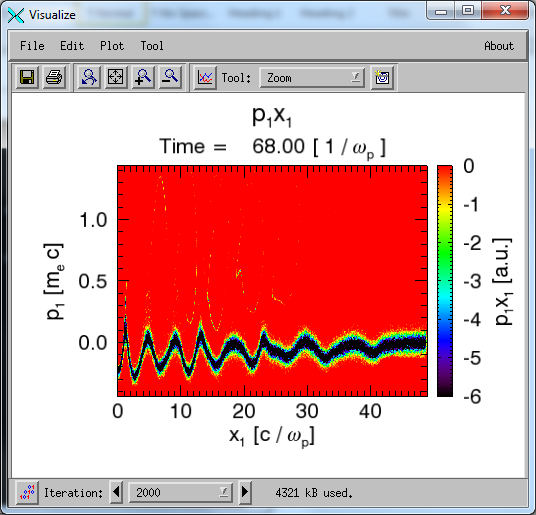 Visualize
File Edit Plot Tool About
Tool: Zoom
p₁x₁
Time = 68.00 [ 1 / ωₚ ]
p₁ [mₑ c]
1.0
0.5
0.0
0 10 20 30 40
x₁ [c / ωₚ]
0
-1
-2
-3
-4
-5
-6
p₁x₁ [a.u.]
Iteration: 2000 4321 kB used.